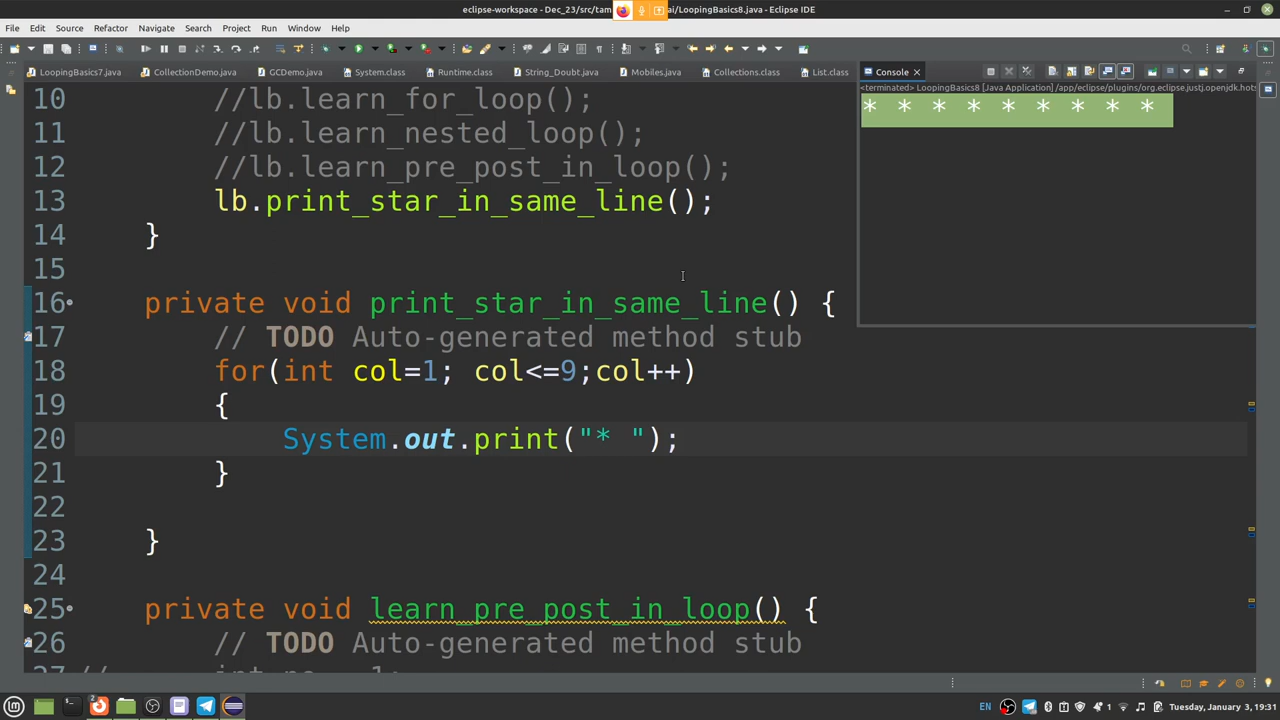 eclipse-workspace - Dec_23/src/tam ai/LoopingBasics8.java - Eclipse IDE
File Edit Source Refactor Navigate Search Project Run Window Help
LoopingBasics7.java CollectionDemo.java GCDemo.java System.class Runtime.class String_Doubt.java Mobiles.java Collections.class List.class Console
<terminated> LoopingBasics8 [Java Application] /app/eclipse/plugins/org.eclipse.justj.openjdk.hots
* * * * * * * * *
10 //lb.learn_for_loop();
11 //lb.learn_nested_loop();
12 //lb.learn_pre_post_in_loop();
13 lb.print_star_in_same_line();
14 }
15
16 private void print_star_in_same_line() {
17 // TODO Auto-generated method stub
18 for(int col=1; col<=9;col++)
19 {
20 System.out.print("* ");
21 }
22
23 }
24
25 private void learn_pre_post_in_loop() {
26 // TODO Auto-generated method stub
2 EN 1 Tuesday, January 3, 19:31